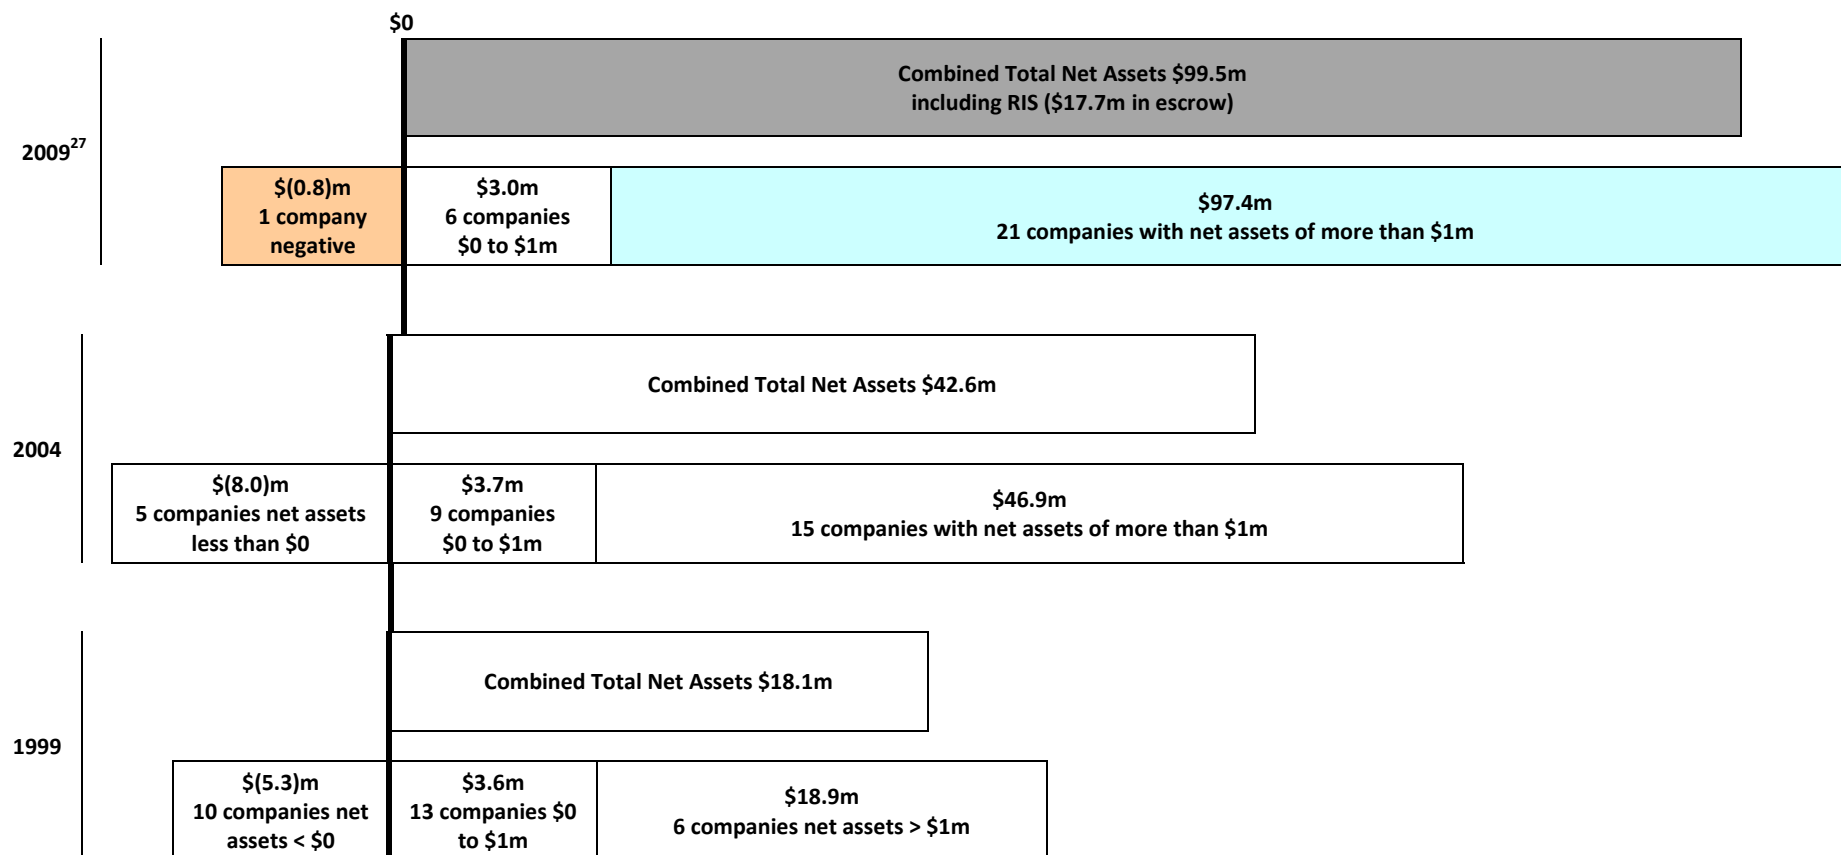 $0
Combined Total Net Assets $99.5m
including RIS ($17.7m in escrow)
2009²⁷
$(0.8)m
1 company
negative
$3.0m
6 companies
$0 to $1m
$97.4m
21 companies with net assets of more than $1m
Combined Total Net Assets $42.6m
2004
$(8.0)m
5 companies net assets
less than $0
$3.7m
9 companies
$0 to $1m
$46.9m
15 companies with net assets of more than $1m
Combined Total Net Assets $18.1m
1999
$(5.3)m
10 companies net
assets < $0
$3.6m
13 companies $0
to $1m
$18.9m
6 companies net assets > $1m